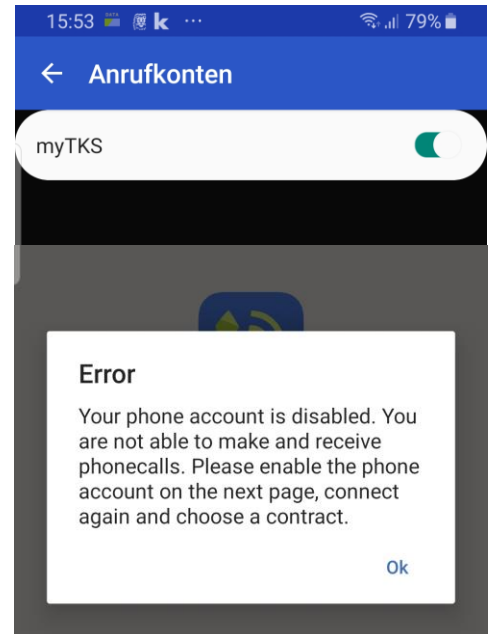 15:53 k ... 79%
Anrufkonten
myTKS
Error
Your phone account is disabled. You
are not able to make and receive
phonecalls. Please enable the phone
account on the next page, connect
again and choose a contract.
Ok